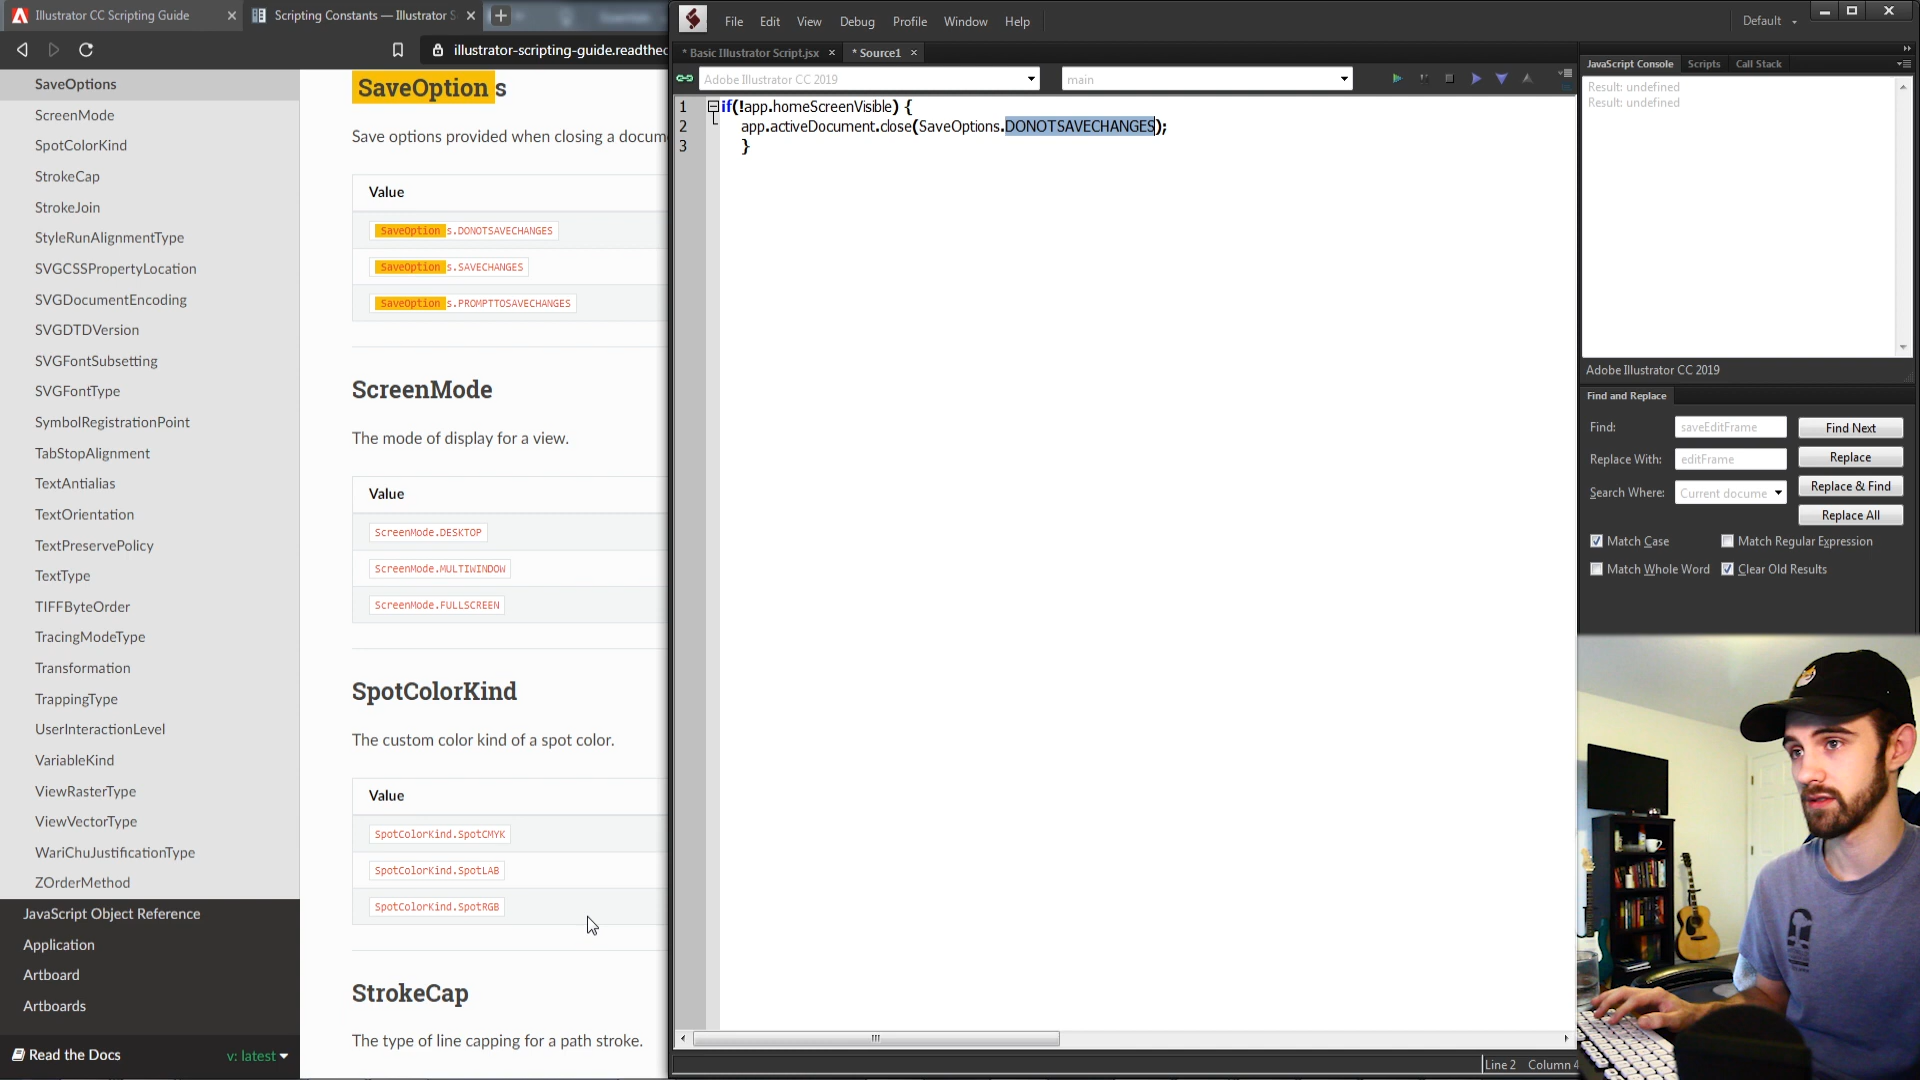 Illustrator CC Scripting Guide
Scripting Constants — Illustrator S
illustrator-scripting-guide.readthed
SaveOptions
ScreenMode
SpotColorKind
StrokeCap
StrokeJoin
StyleRunAlignmentType
SVGCSSPropertyLocation
SVGDocumentEncoding
SVGDTDVersion
SVGFontSubsetting
SVGFontType
SymbolRegistrationPoint
TabStopAlignment
TextAntialias
TextOrientation
TextPreservePolicy
TextType
TIFFByteOrder
TracingModeType
Transformation
TrappingType
UserInteractionLevel
VariableKind
ViewRasterType
ViewVectorType
WariChuJustificationType
ZOrderMethod
JavaScript Object Reference
Application
Artboard
Artboards
Read the Docs
v: latest
SaveOptions
Save options provided when closing a docum
Value
SaveOptions.DONOTSAVECHANGES
SaveOptions.SAVECHANGES
SaveOptions.PROMPTTOSAVECHANGES
ScreenMode
The mode of display for a view.
Value
ScreenMode.DESKTOP
ScreenMode.MULTIWINDOW
ScreenMode.FULLSCREEN
SpotColorKind
The custom color kind of a spot color.
Value
SpotColorKind.SpotCMYK
SpotColorKind.SpotLAB
SpotColorKind.SpotRGB
StrokeCap
The type of line capping for a path stroke.
File Edit View Debug Profile Window Help
Default
* Basic Illustrator Script.jsx
* Source1
Adobe Illustrator CC 2019
main
1 if(!app.homeScreenVisible) {
2 app.activeDocument.close(SaveOptions.DONOTSAVECHANGES);
3 }
Line 2 Column 4
JavaScript Console Scripts Call Stack
Result: undefined
Result: undefined
Adobe Illustrator CC 2019
Find and Replace
Find: saveEditFrame Find Next
Replace With: editFrame Replace
Search Where: Current docume Replace & Find
Replace All
Match Case Match Regular Expression
Match Whole Word Clear Old Results